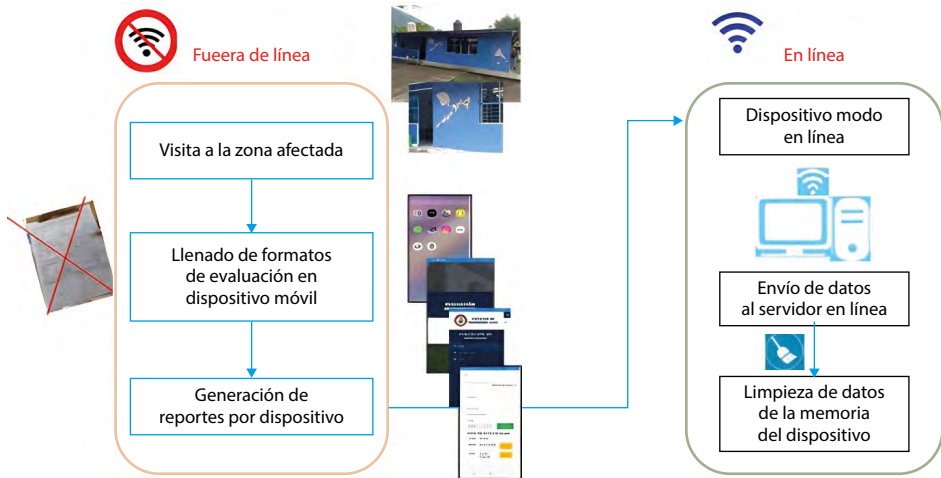 Fueera de línea
Visita a la zona afectada
Llenado de formatos
de evaluación en
dispositivo móvil
Generación de
reportes por dispositivo
En línea
Dispositivo modo
en línea
Envío de datos
al servidor en línea
Limpieza de datos
de la memoria
del dispositivo